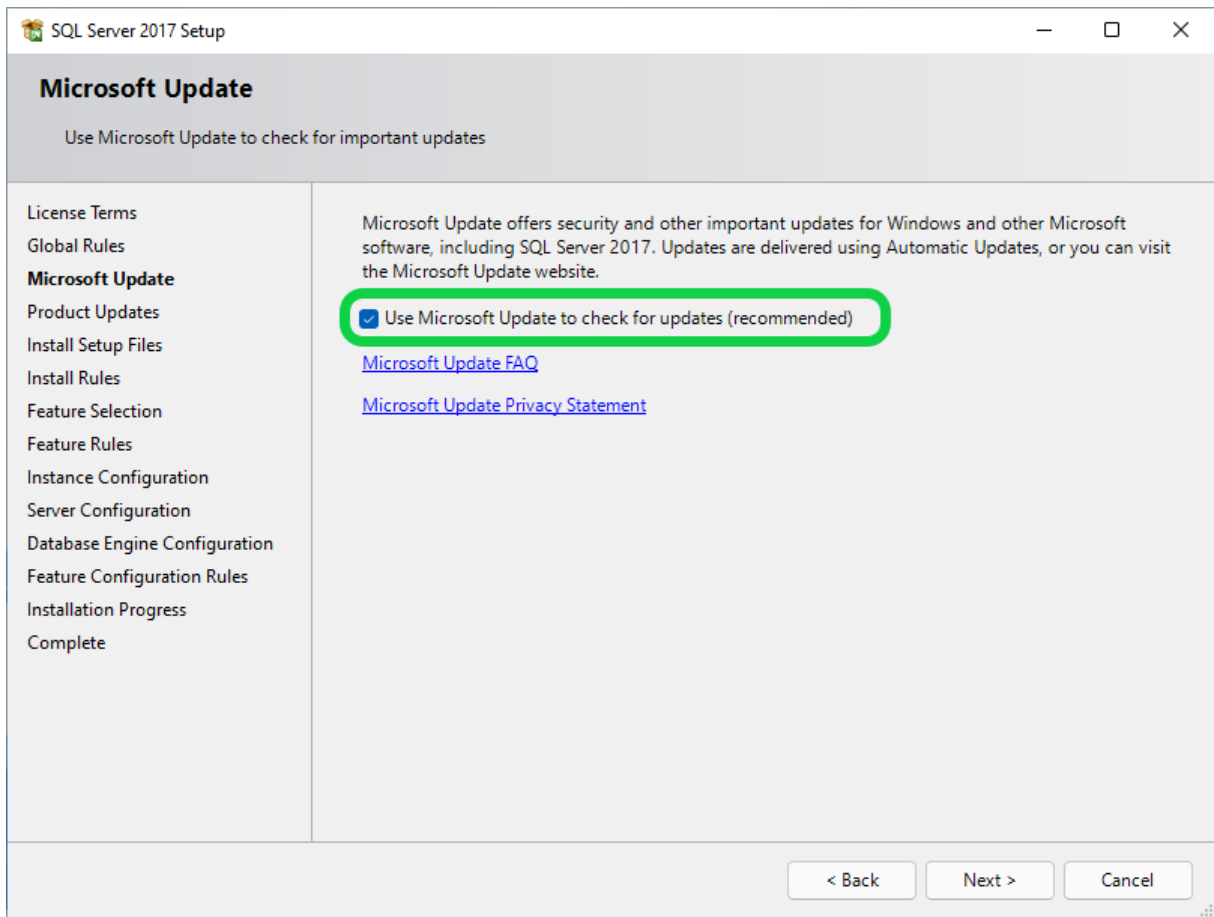 SQL Server 2017 Setup
Microsoft Update
Use Microsoft Update to check for important updates
License Terms
Global Rules
Microsoft Update
Product Updates
Install Setup Files
Install Rules
Feature Selection
Feature Rules
Instance Configuration
Server Configuration
Database Engine Configuration
Feature Configuration Rules
Installation Progress
Complete
Microsoft Update offers security and other important updates for Windows and other Microsoft
software, including SQL Server 2017. Updates are delivered using Automatic Updates, or you can visit
the Microsoft Update website.
Use Microsoft Update to check for updates (recommended)
Microsoft Update FAQ
Microsoft Update Privacy Statement
< Back
Next >
Cancel